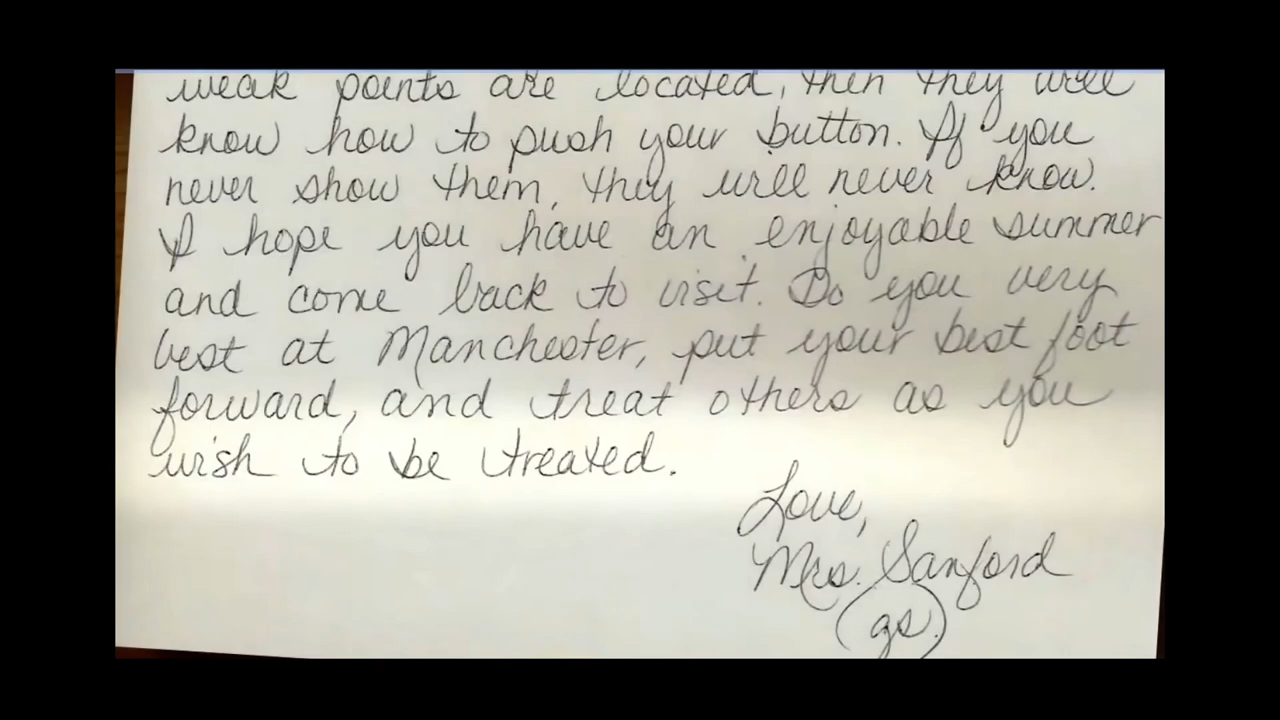 weak points are located, then they will
know how to push your button. If you
never show them, they will never know.
I hope you have an enjoyable summer
and come back to visit. Do you very
best at Manchester, put your best foot
forward, and treat others as you
wish to be treated.
Love,
Mrs. Sanford
(gs)